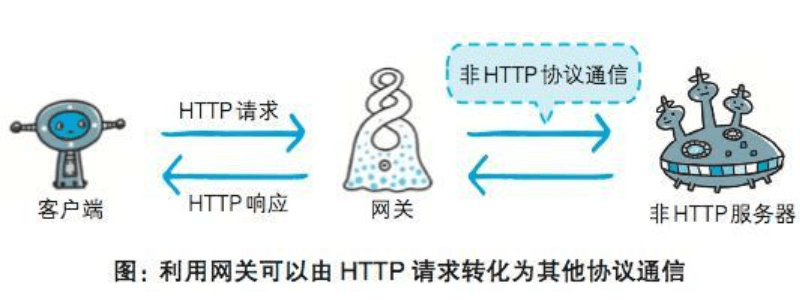 非HTTP协议通信
HTTP请求
HTTP响应
客户端
网关
非HTTP服务器
图：利用网关可以由 HTTP 请求转化为其他协议通信